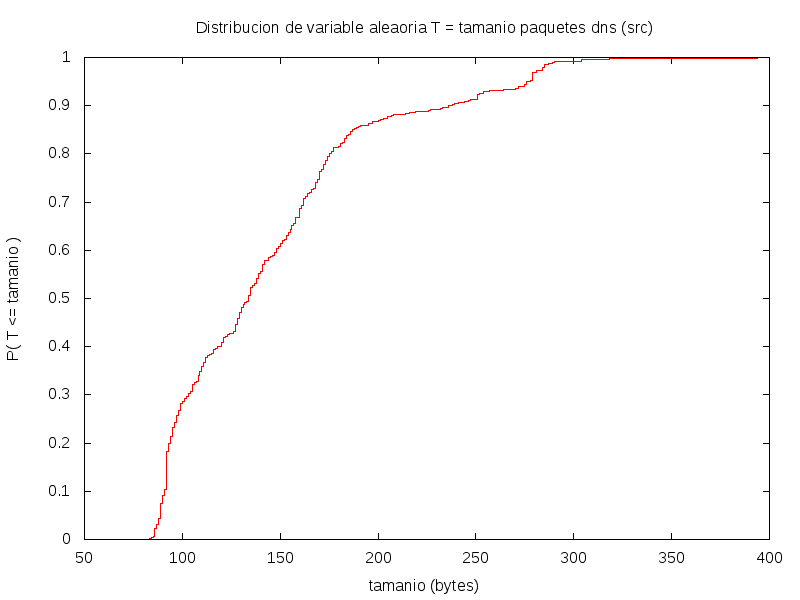 Distribucion de variable aleaoria T = tamanio paquetes dns (src)
1
0.9
0.8
0.7
0.6
0.5
0.4
0.3
0.2
0.1
0
P( T <= tamanio )
50 100 150 200 250 300 350 400
tamanio (bytes)